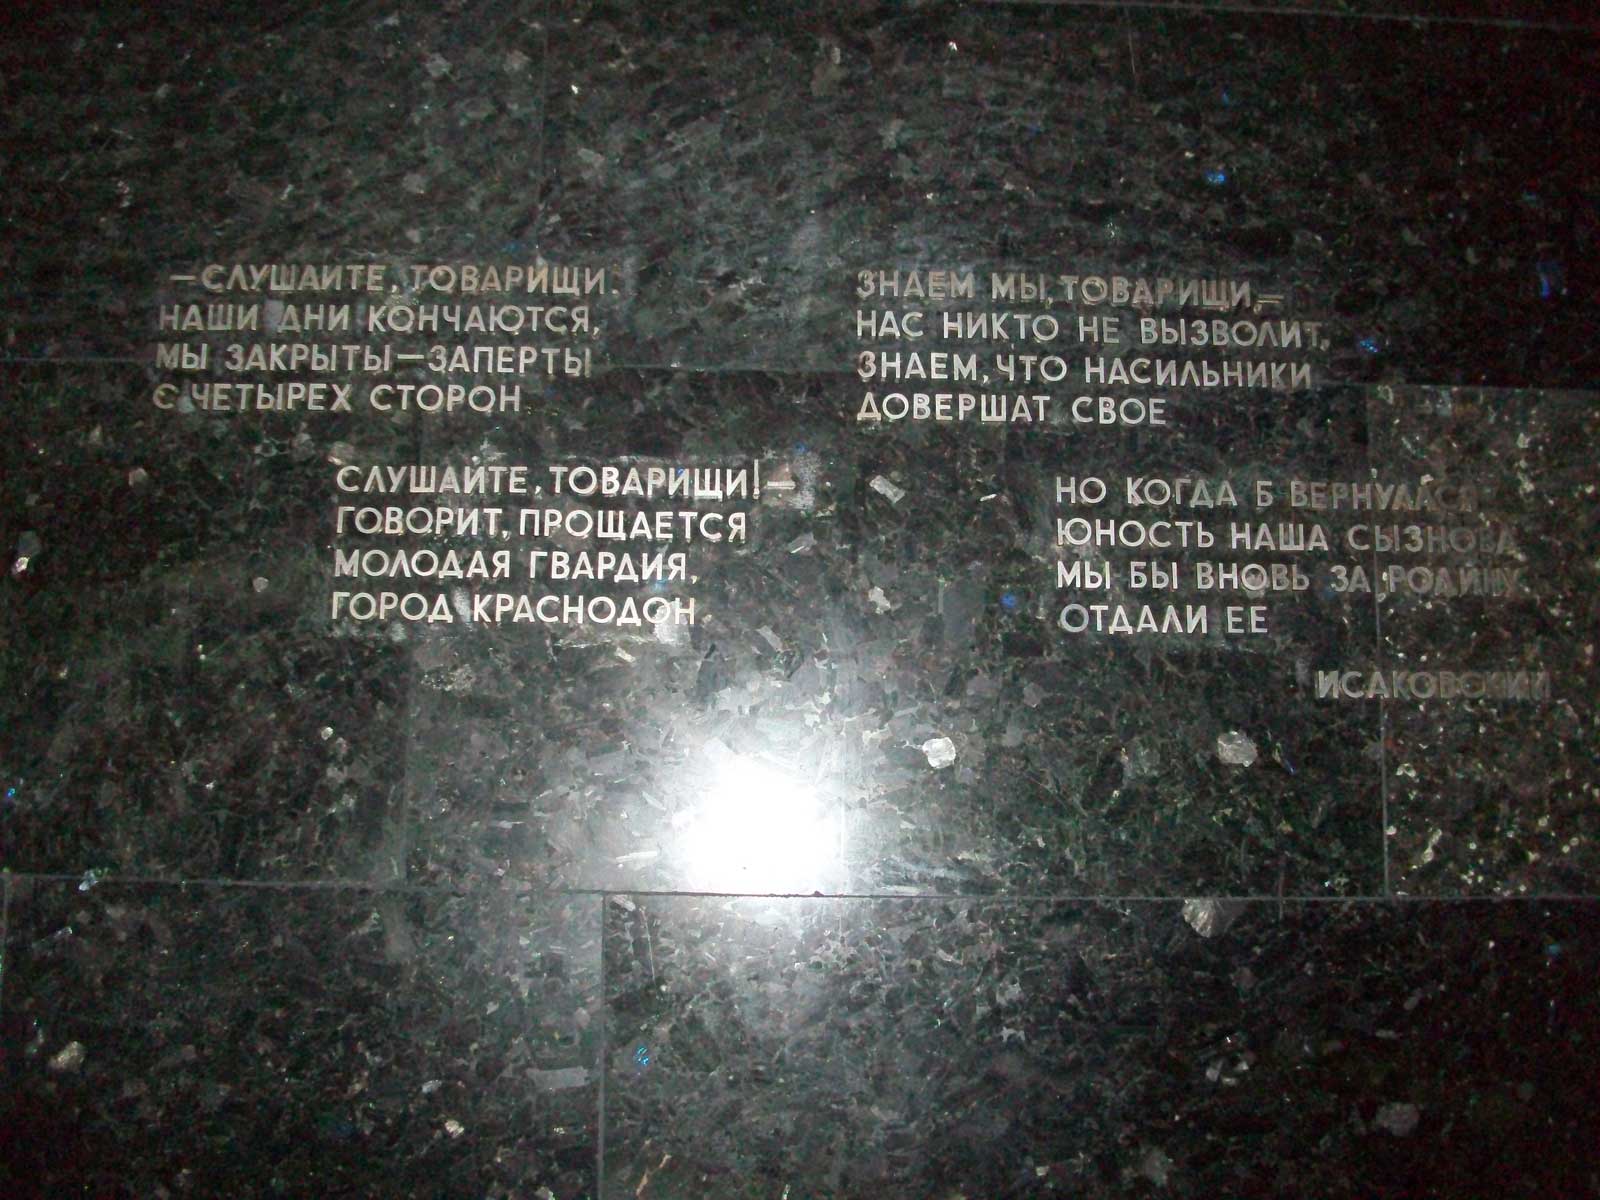 —СЛУШАЙТЕ, ТОВАРИЩИ!
НАШИ ДНИ КОНЧАЮТСЯ,
МЫ ЗАКРЫТЫ—ЗАПЕРТЫ
С ЧЕТЫРЕХ СТОРОН
СЛУШАЙТЕ, ТОВАРИЩИ!—
ГОВОРИТ, ПРОЩАЕТСЯ
МОЛОДАЯ ГВАРДИЯ,
ГОРОД КРАСНОДОН
ЗНАЕМ МЫ, ТОВАРИЩИ,—
НАС НИКТО НЕ ВЫЗВОЛИТ,
ЗНАЕМ, ЧТО НАСИЛЬНИКИ
ДОВЕРШАТ СВОЕ
НО КОГДА Б ВЕРНУЛАСЯ
ЮНОСТЬ НАША СЫЗНОВА
МЫ БЫ ВНОВЬ ЗА РОДИНУ
ОТДАЛИ ЕЕ
ИСАКОВСКИЙ